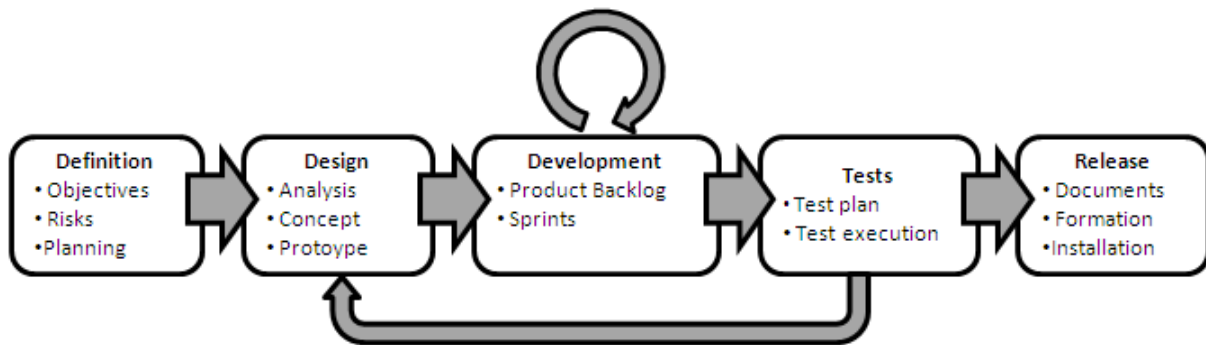 Definition
• Objectives
• Risks
•Planning
Design
• Analysis
• Concept
• Protoype
Development
• Product Backlog
• Sprints
Tests
• Test plan
• Test execution
Release
• Documents
• Formation
•Installation